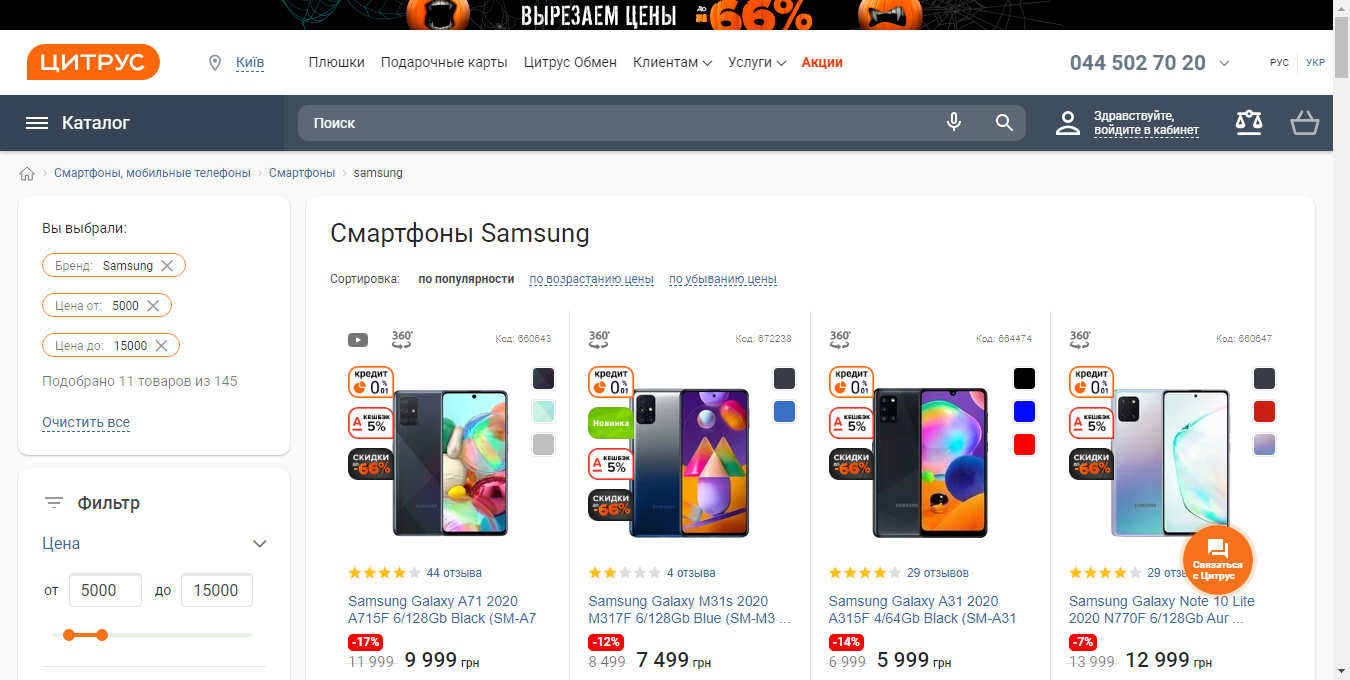 ВЫРЕЗАЕМ ЦЕНЫ до -66%
ЦИТРУС
Київ
Плюшки Подарочные карты Цитрус Обмен Клиентам Услуги Акции
044 502 70 20
РУС УКР
Каталог
Поиск
Здравствуйте,
войдите в кабинет
Смартфоны, мобильные телефоны › Смартфоны › samsung
Вы выбрали:
Бренд: Samsung
Цена от: 5000
Цена до: 15000
Подобрано 11 товаров из 145
Очистить все
Фильтр
Цена
от 5000 до 15000
Смартфоны Samsung
Сортировка: по популярности по возрастанию цены по убыванию цены
360°
Код: 660643
кредит
0,01%
А КЕШБЭК 5%
СКИДКИ
до -66%
SAMSUNG
44 отзыва
Samsung Galaxy A71 2020
A715F 6/128Gb Black (SM-A7
-17%
11 999 9 999 грн
360°
Код: 672238
кредит
0,01%
Новинка
А КЕШБЭК 5%
СКИДКИ
до -66%
SAMSUNG
4 отзыва
Samsung Galaxy M31s 2020
M317F 6/128Gb Blue (SM-M3 ...
-12%
8 499 7 499 грн
360°
Код: 664474
кредит
0,01%
А КЕШБЭК 5%
СКИДКИ
до -66%
SAMSUNG
29 отзывов
Samsung Galaxy A31 2020
A315F 4/64Gb Black (SM-A31
-14%
6 999 5 999 грн
360°
Код: 660647
кредит
0,01%
А КЕШБЭК 5%
СКИДКИ
до -66%
SAMSUNG
29 отзы
Samsung Galaxy Note 10 Lite
2020 N770F 6/128Gb Aur ...
-7%
13 999 12 999 грн
Связаться
с Цитрус